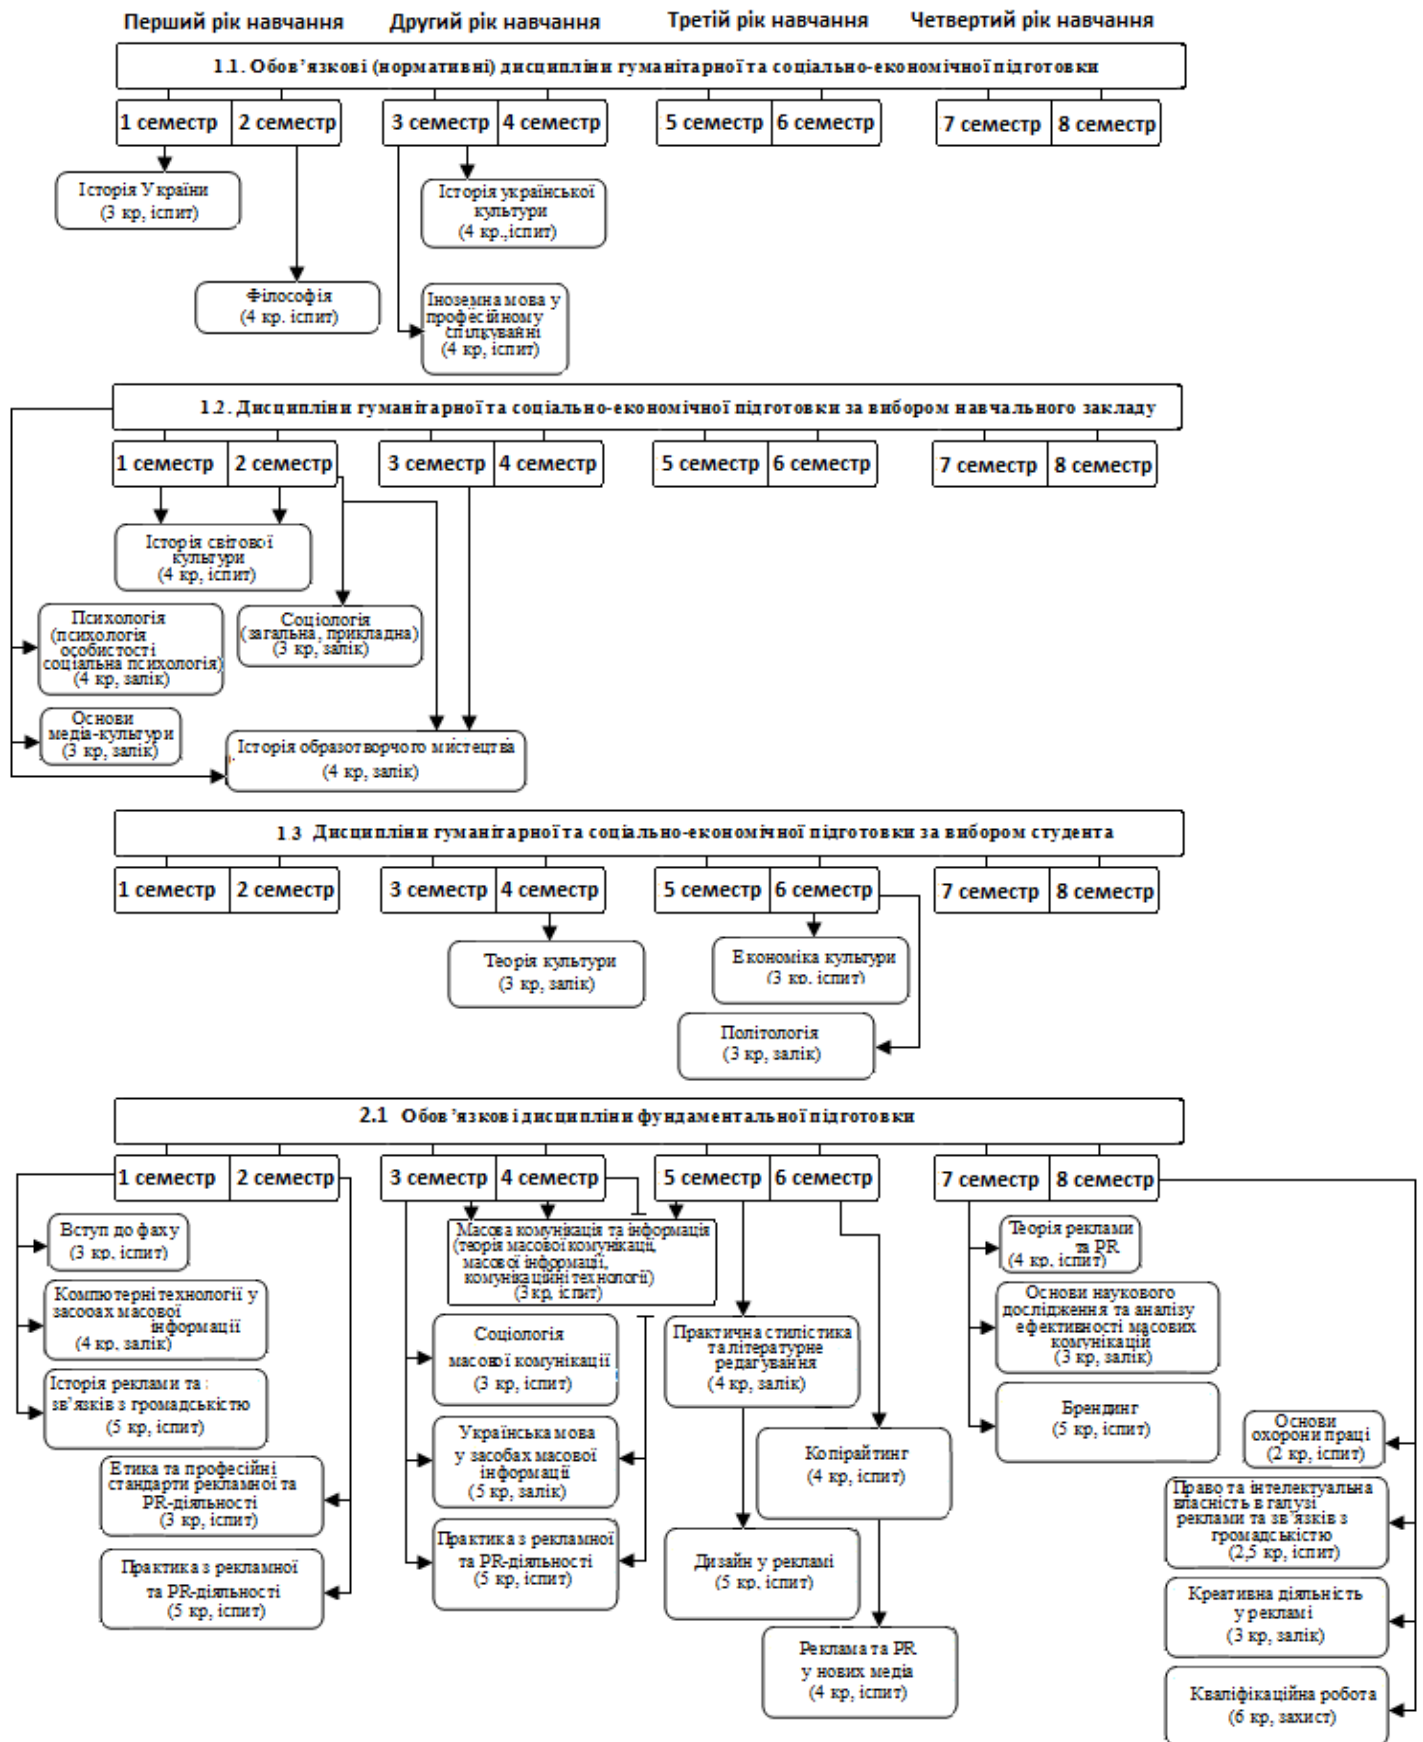 Перший рік навчання Другий рік навчання Третій рік навчання Четвертий рік навчання
1.1. Обов’язкові (нормативні) дисципліни гуманітарної та соціально-економічної підготовки
1 семестр 2 семестр 3 семестр 4 семестр 5 семестр 6 семестр 7 семестр 8 семестр
Історія України
(3 кр, іспит)
Історія української
культури
(4 кр.,іспит)
Філософія
(4 кр. іспит)
Іноземна мова у
професійному
спілкуванні
(4 кр, іспит)
1.2. Дисципліни гуманітарної та соціально-економічної підготовки за вибором навчального закладу
1 семестр 2 семестр 3 семестр 4 семестр 5 семестр 6 семестр 7 семестр 8 семестр
Історія світової
культури
(4 кр, іспит)
Психологія
(психологія
особистості
соціальна психологія)
(4 кр, залік)
Соціологія
(загальна, прикладна)
(3 кр, залік)
Основи
медіа-культури
(3 кр, залік)
Історія образотворчого мистецтва
(4 кр, залік)
1.3 Дисципліни гуманітарної та соціально-економічної підготовки за вибором студента
1 семестр 2 семестр 3 семестр 4 семестр 5 семестр 6 семестр 7 семестр 8 семестр
Теорія культури
(3 кр, залік)
Економіка культури
(3 кр. іспит)
Політологія
(3 кр, залік)
2.1 Обов’язкові дисципліни фундаментальної підготовки
1 семестр 2 семестр 3 семестр 4 семестр 5 семестр 6 семестр 7 семестр 8 семестр
Вступ до фаху
(3 кр. іспит)
Компютерні технології у
засобах масової
інформації
(4 кр. залік)
Історія реклами та
зв’язків з громадськістю
(5 кр, іспит)
Етика та професійні
стандарти рекламної та
PR-діяльності
(3 кр, іспит)
Практика з рекламної
та PR-діяльності
(5 кр, іспит)
Масова комунікація та інформація
(теорія масової комунікації,
масової інформації,
комунікаційні технології)
(3 кр, іспит)
Соціологія
масової комунікації
(3 кр, іспит)
Українська мова
у засобах масової
інформації
(5 кр, залік)
Практика з рекламної
та PR-діяльності
(5 кр, іспит)
Практична стилістика
та літературне
редагування
(4 кр, залік)
Копірайтинг
(4 кр, іспит)
Дизайн у рекламі
(5 кр. іспит)
Реклама та PR
у нових медіа
(4 кр, іспит)
Теорія реклами
та PR
(4 кр, іспит)
Основи наукового
дослідження та аналізу
ефективності масових
комунікацій
(3 кр, залік)
Брендинг
(5 кр, іспит)
Основи
охорони праці
(2 кр, іспит)
Право та інтелектуальна
власність в галузі
реклами та зв’язків з
громадськістю
(2,5 кр, іспит)
Креативна діяльність
у рекламі
(3 кр, залік)
Кваліфікаційна робота
(6 кр, захист)